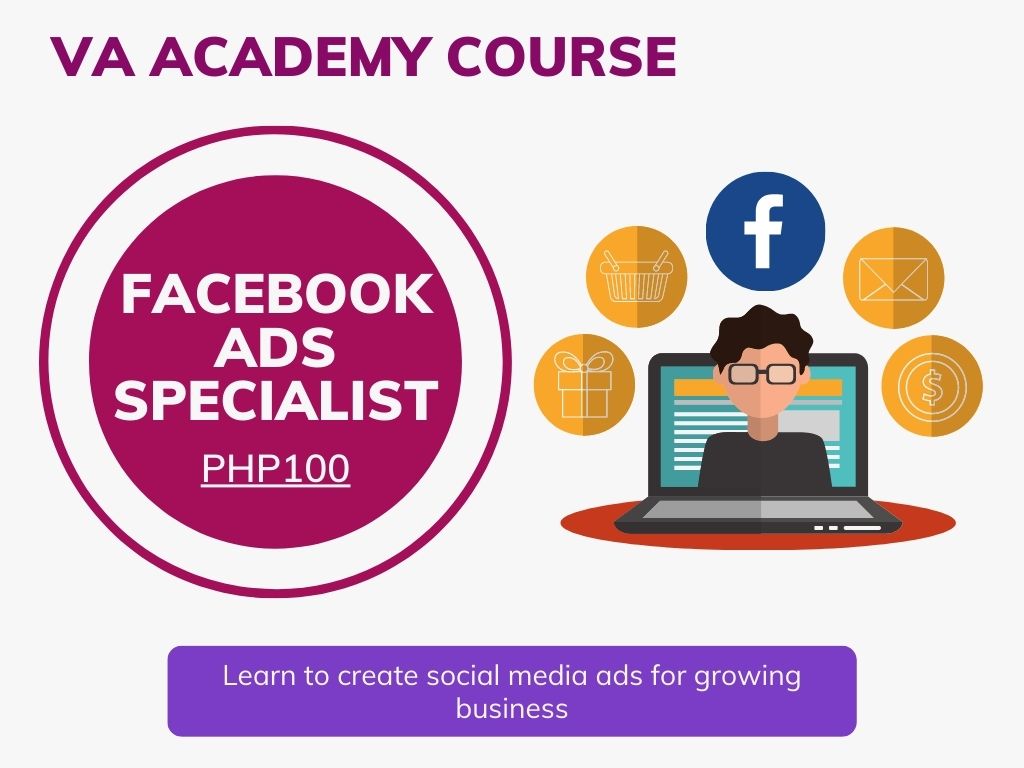 VA ACADEMY COURSE
FACEBOOK
ADS
SPECIALIST
PHP100
Learn to create social media ads for growing
business